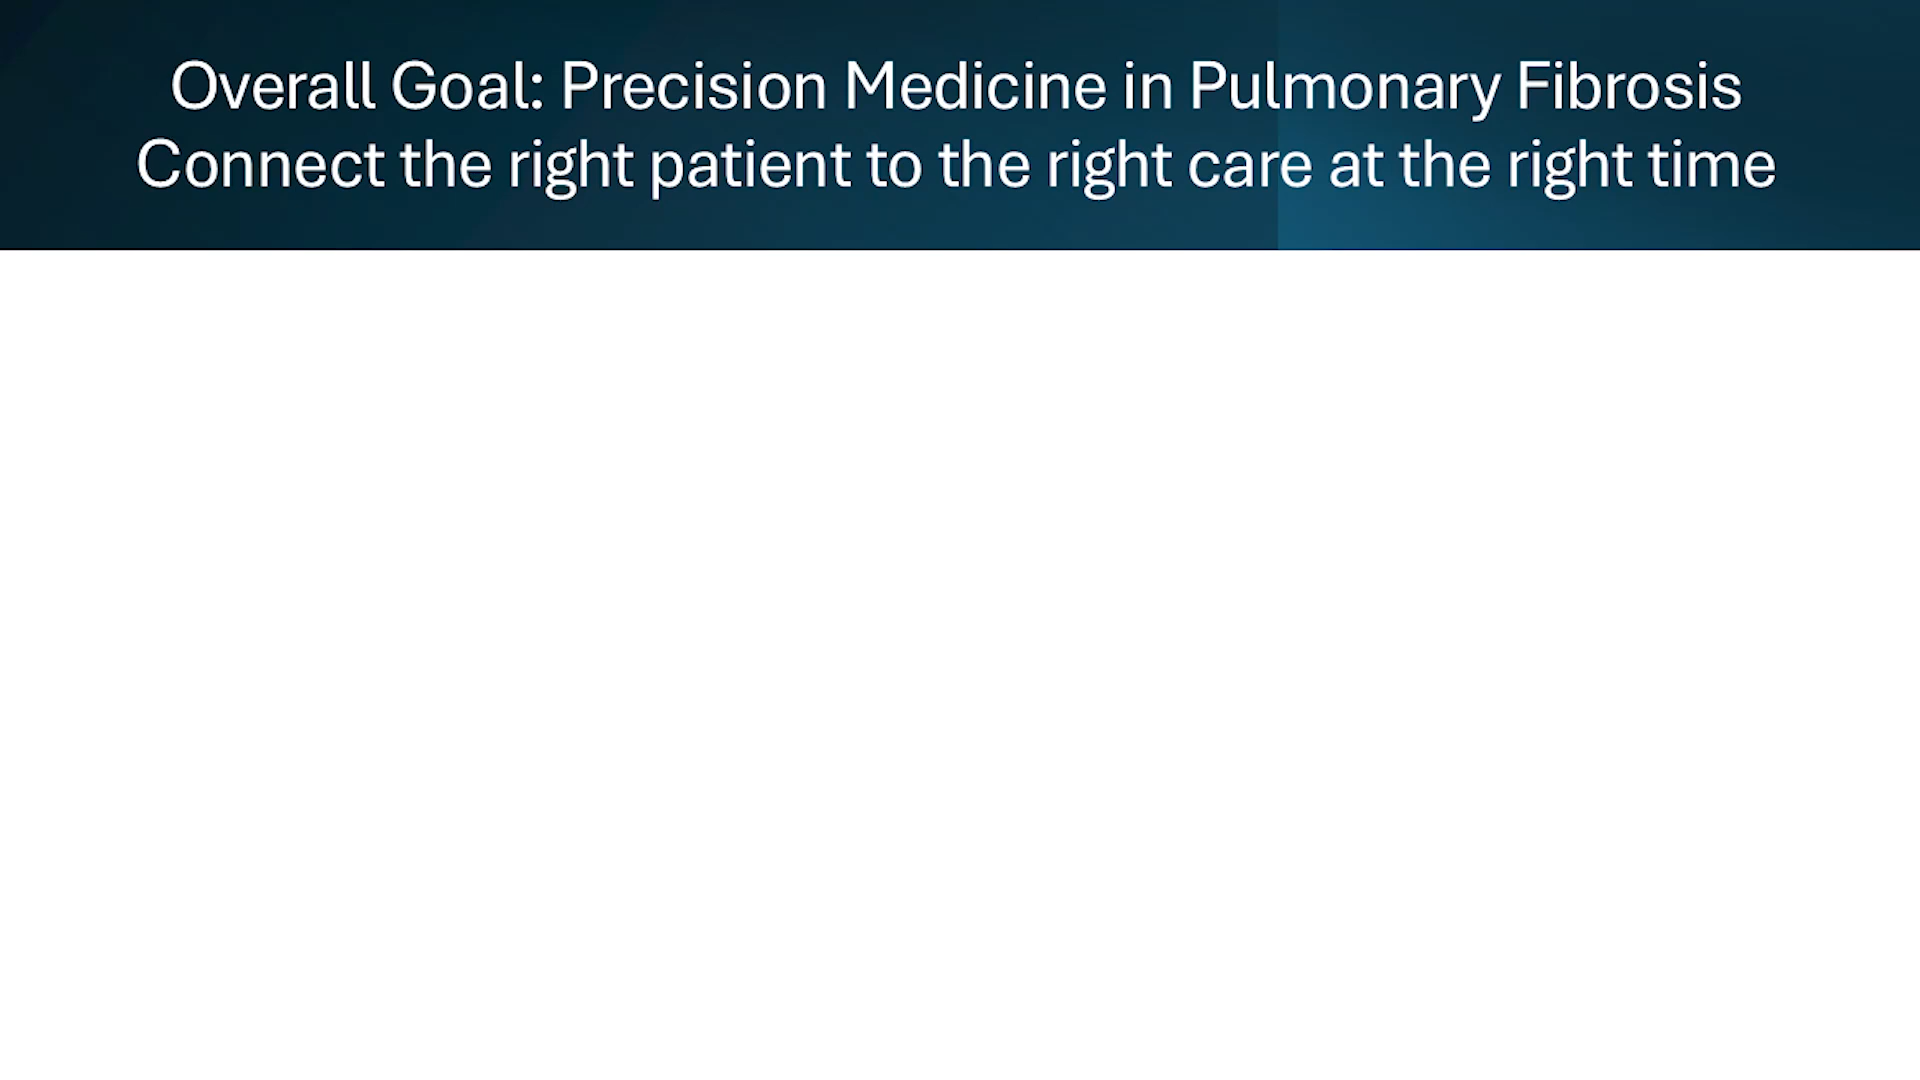 Overall Goal: Precision Medicine in Pulmonary Fibrosis
Connect the right patient to the right care at the right time